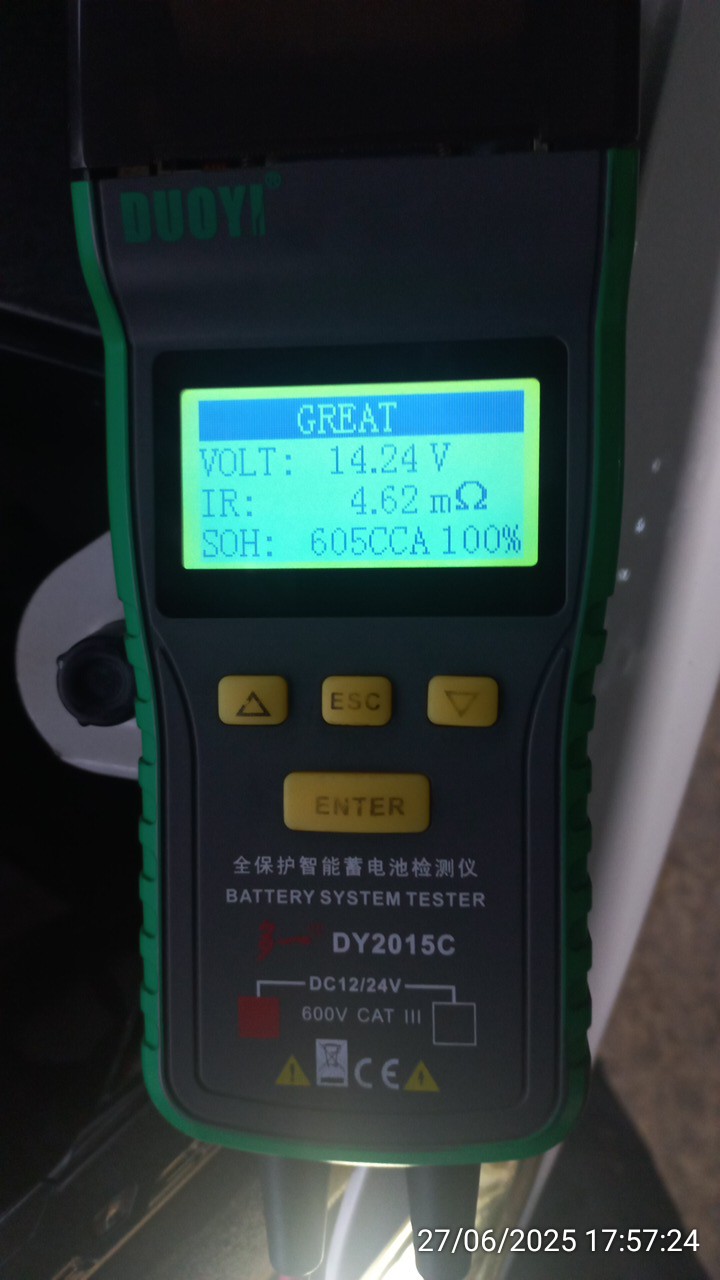 DUOYI®
GREAT
VOLT: 14.24 V
IR: 4.62 mΩ
SOH: 605CCA 100%
ESC
ENTER
全保护智能蓄电池检测仪
BATTERY SYSTEM TESTER
DY2015C
DC12/24V
600V CAT III
CE
27/06/2025 17:57:24